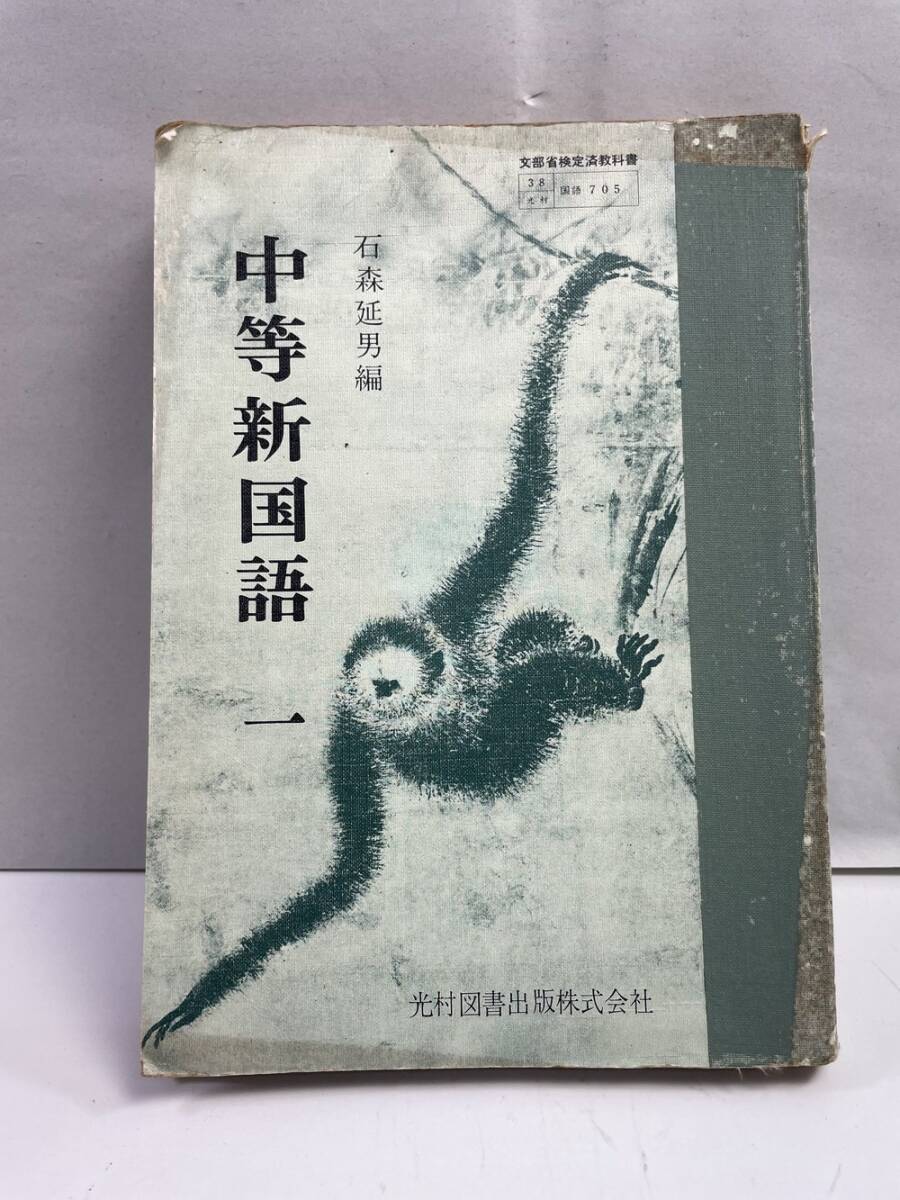 文部省検定済教科書
38
光村
国語 705
石森延男編
中等新国語 一
光村図書出版株式会社